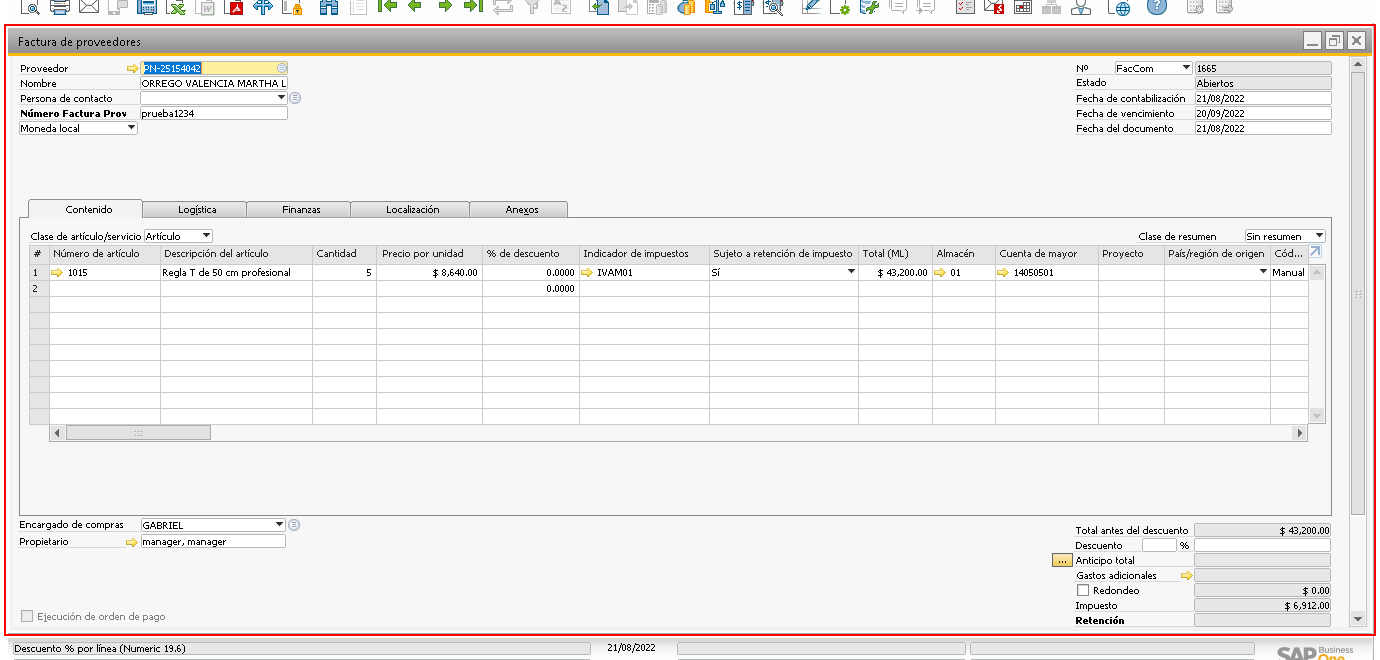 Factura de proveedores
Proveedor PN-25154042
Nombre ORREGO VALENCIA MARTHA L
Persona de contacto
Número Factura Prov prueba1234
Moneda local
Nº FacCom 1665
Estado Abiertos
Fecha de contabilización 21/08/2022
Fecha de vencimiento 20/09/2022
Fecha del documento 21/08/2022
Contenido Logística Finanzas Localización Anexos
Clase de artículo/servicio Artículo Clase de resumen Sin resumen
# Número de artículo Descripción del artículo Cantidad Precio por unidad % de descuento Indicador de impuestos Sujeto a retención de impuesto Total (ML) Almacén Cuenta de mayor Proyecto País/región de origen Cód...
1 1015 Regla T de 50 cm profesional 5 $ 8,640.00 0.0000 IVAM01 Sí $ 43,200.00 01 14050501 Manual
2 0.0000
Encargado de compras GABRIEL
Propietario manager, manager
Total antes del descuento $ 43,200.00
Descuento %
... Anticipo total
Gastos adicionales
Redondeo $ 0.00
Impuesto $ 6,912.00
Retención
Ejecución de orden de pago
Descuento % por línea (Numeric 19.6) 21/08/2022
SAP Business One